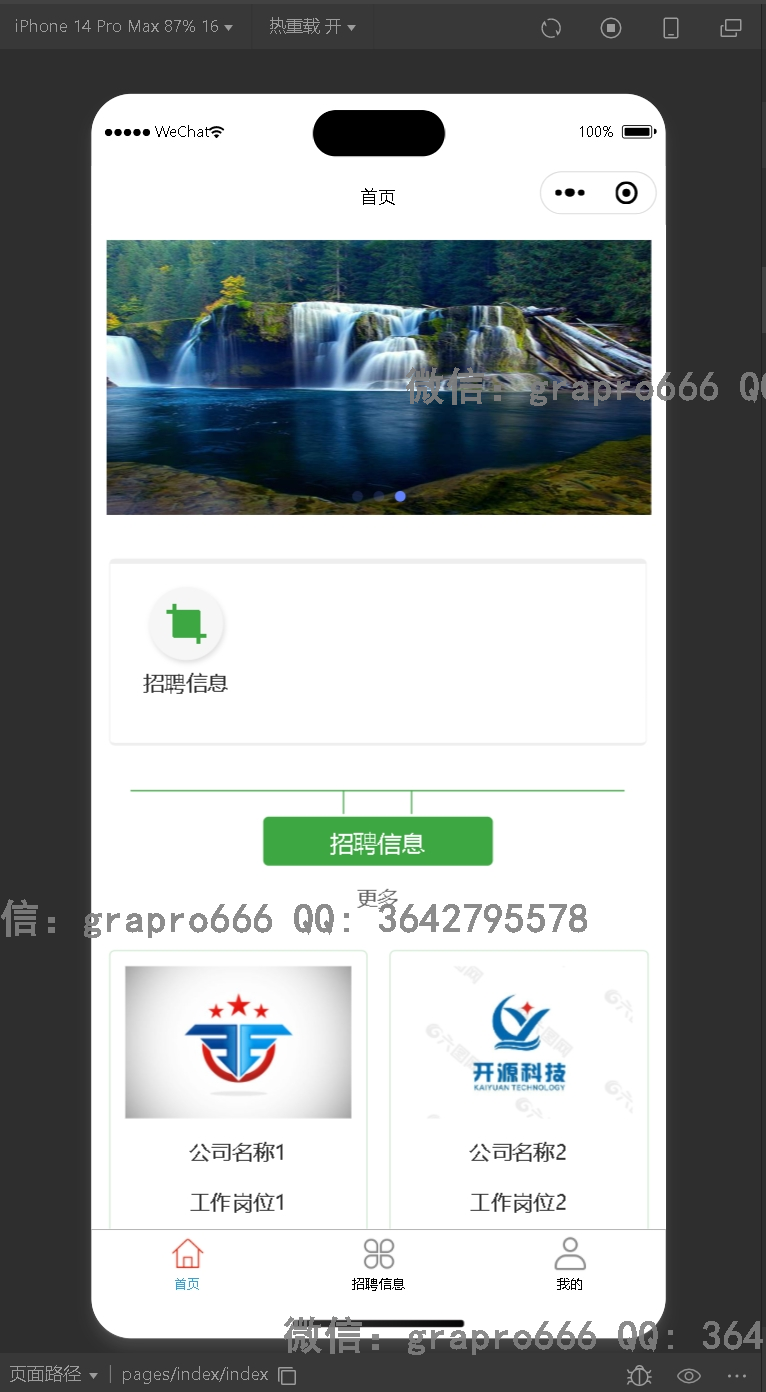 iPhone 14 Pro Max 87% 16
热重载 开
WeChat
100%
首页
微信: grapro666 QQ
招聘信息
招聘信息
更多
信: grapro666 QQ: 3642795578
开源科技
KAIYUAN TECHNOLOGY
公司名称1
公司名称2
工作岗位1
工作岗位2
首页
招聘信息
我的
微信: grapro666 QQ: 364
页面路径
pages/index/index